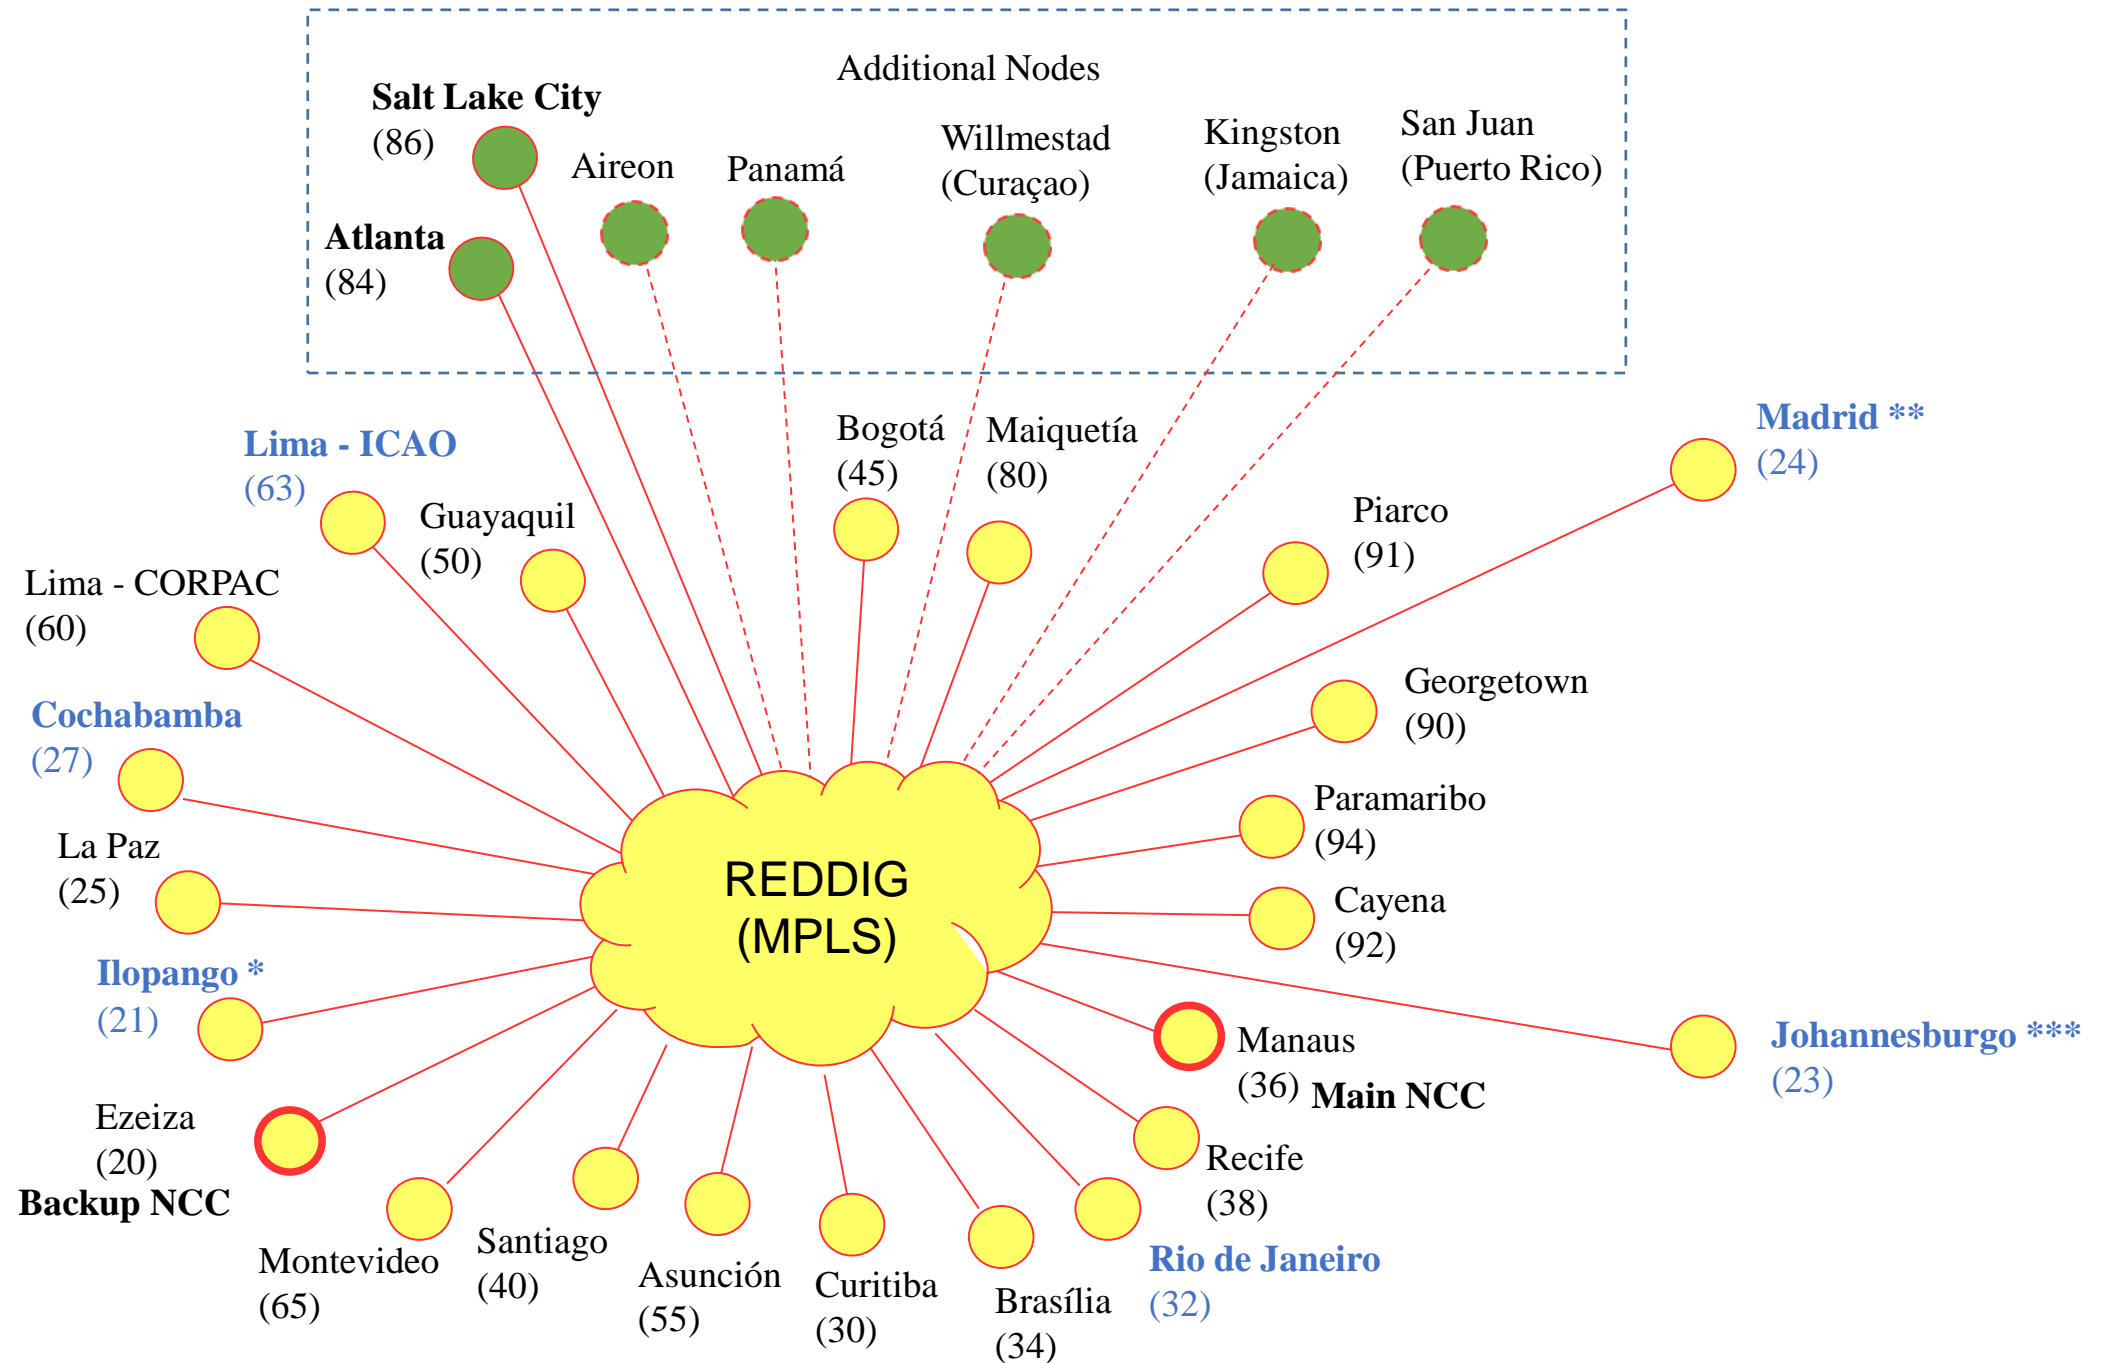 Additional Nodes
Salt Lake City
(86)
Atlanta
(84)
Aireon
Panamá
Willmestad
(Curaçao)
Kingston
(Jamaica)
San Juan
(Puerto Rico)
Lima - ICAO
(63)
Guayaquil
(50)
Bogotá
(45)
Maiquetía
(80)
Piarco
(91)
Madrid **
(24)
Lima - CORPAC
(60)
Georgetown
(90)
Cochabamba
(27)
Paramaribo
(94)
La Paz
(25)
REDDIG
(MPLS)
Cayena
(92)
Ilopango *
(21)
Manaus
(36)
Main NCC
Johannesburgo ***
(23)
Ezeiza
(20)
Backup NCC
Recife
(38)
Montevideo
(65)
Santiago
(40)
Asunción
(55)
Curitiba
(30)
Brasília
(34)
Rio de Janeiro
(32)